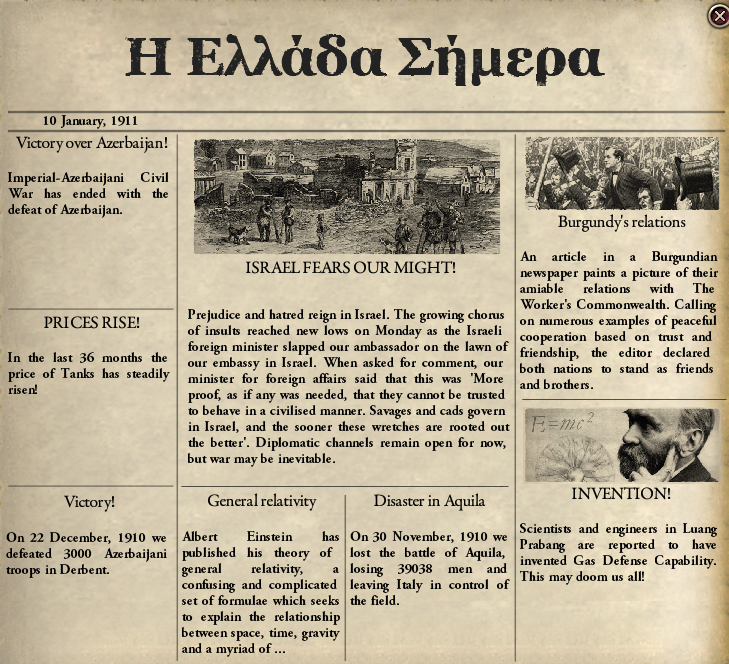 Η Ελλάδα Σήμερα
10 January, 1911
Victory over Azerbaijan!
Imperial-Azerbaijani Civil
War has ended with the
defeat of Azerbaijan.
PRICES RISE!
In the last 36 months the
price of Tanks has steadily
risen!
Victory!
On 22 December, 1910 we
defeated 3000 Azerbaijani
troops in Derbent.
ISRAEL FEARS OUR MIGHT!
Prejudice and hatred reign in Israel. The growing chorus
of insults reached new lows on Monday as the Israeli
foreign minister slapped our ambassador on the lawn of
our embassy in Israel. When asked for comment, our
minister for foreign affairs said that this was 'More
proof, as if any was needed, that they cannot be trusted
to behave in a civilised manner. Savages and cads govern
in Israel, and the sooner these wretches are rooted out
the better'. Diplomatic channels remain open for now,
but war may be inevitable.
General relativity
Albert Einstein has
published his theory of
general relativity, a
confusing and complicated
set of formulae which seeks
to explain the relationship
between space, time, gravity
and a myriad of ...
Disaster in Aquila
On 30 November, 1910 we
lost the battle of Aquila,
losing 39038 men and
leaving Italy in control of
the field.
Burgundy's relations
An article in a Burgundian
newspaper paints a picture of their
amiable relations with The
Worker's Commonwealth. Calling
on numerous examples of peaceful
cooperation based on trust and
friendship, the editor declared
both nations to stand as friends
and brothers.
E=mc²
INVENTION!
Scientists and engineers in Luang
Prabang are reported to have
invented Gas Defense Capability.
This may doom us all!